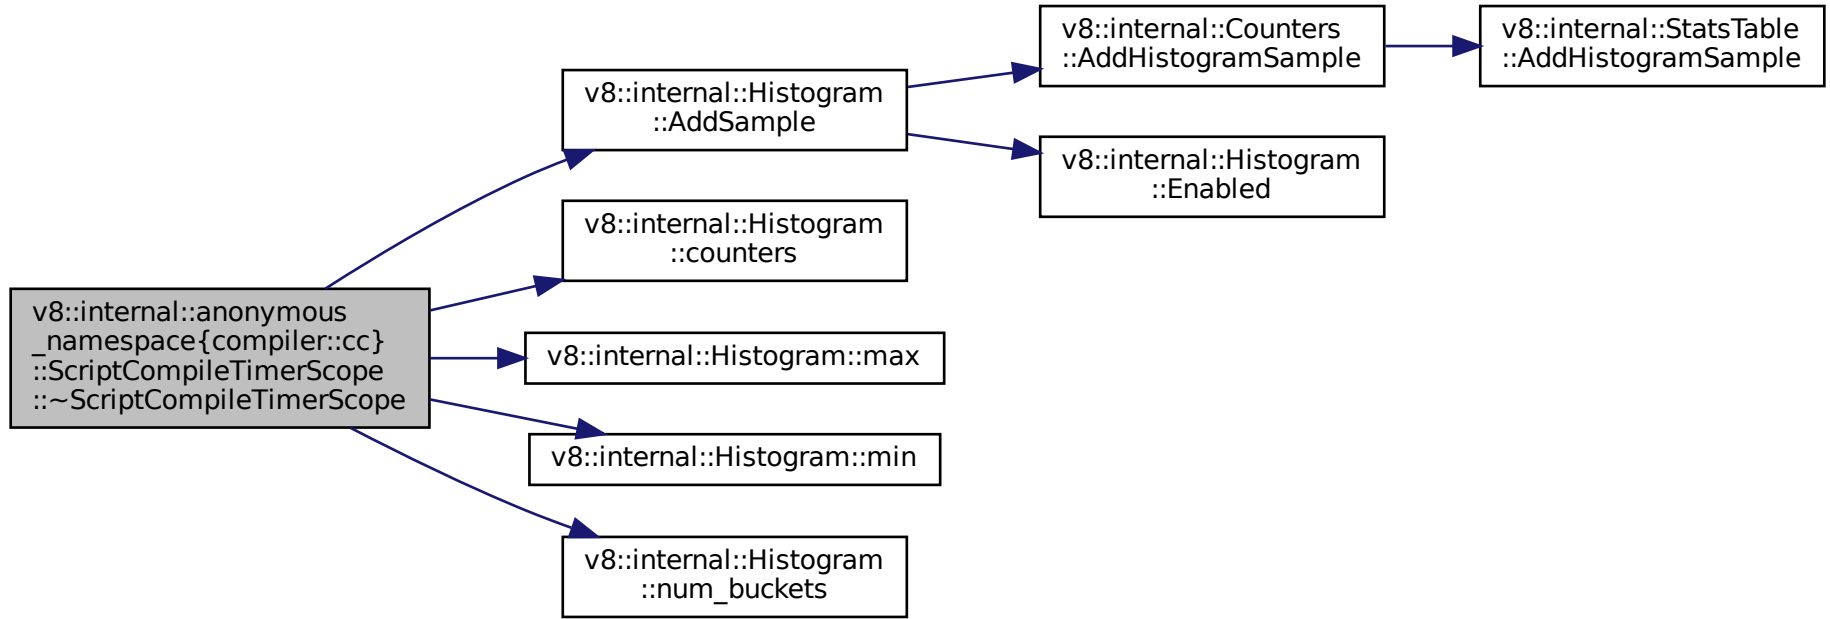 v8::internal::anonymous
_namespace{compiler::cc}
::ScriptCompileTimerScope
::~ScriptCompileTimerScope
v8::internal::Histogram
::AddSample
v8::internal::Counters
::AddHistogramSample
v8::internal::StatsTable
::AddHistogramSample
v8::internal::Histogram
::Enabled
v8::internal::Histogram
::counters
v8::internal::Histogram::max
v8::internal::Histogram::min
v8::internal::Histogram
::num_buckets